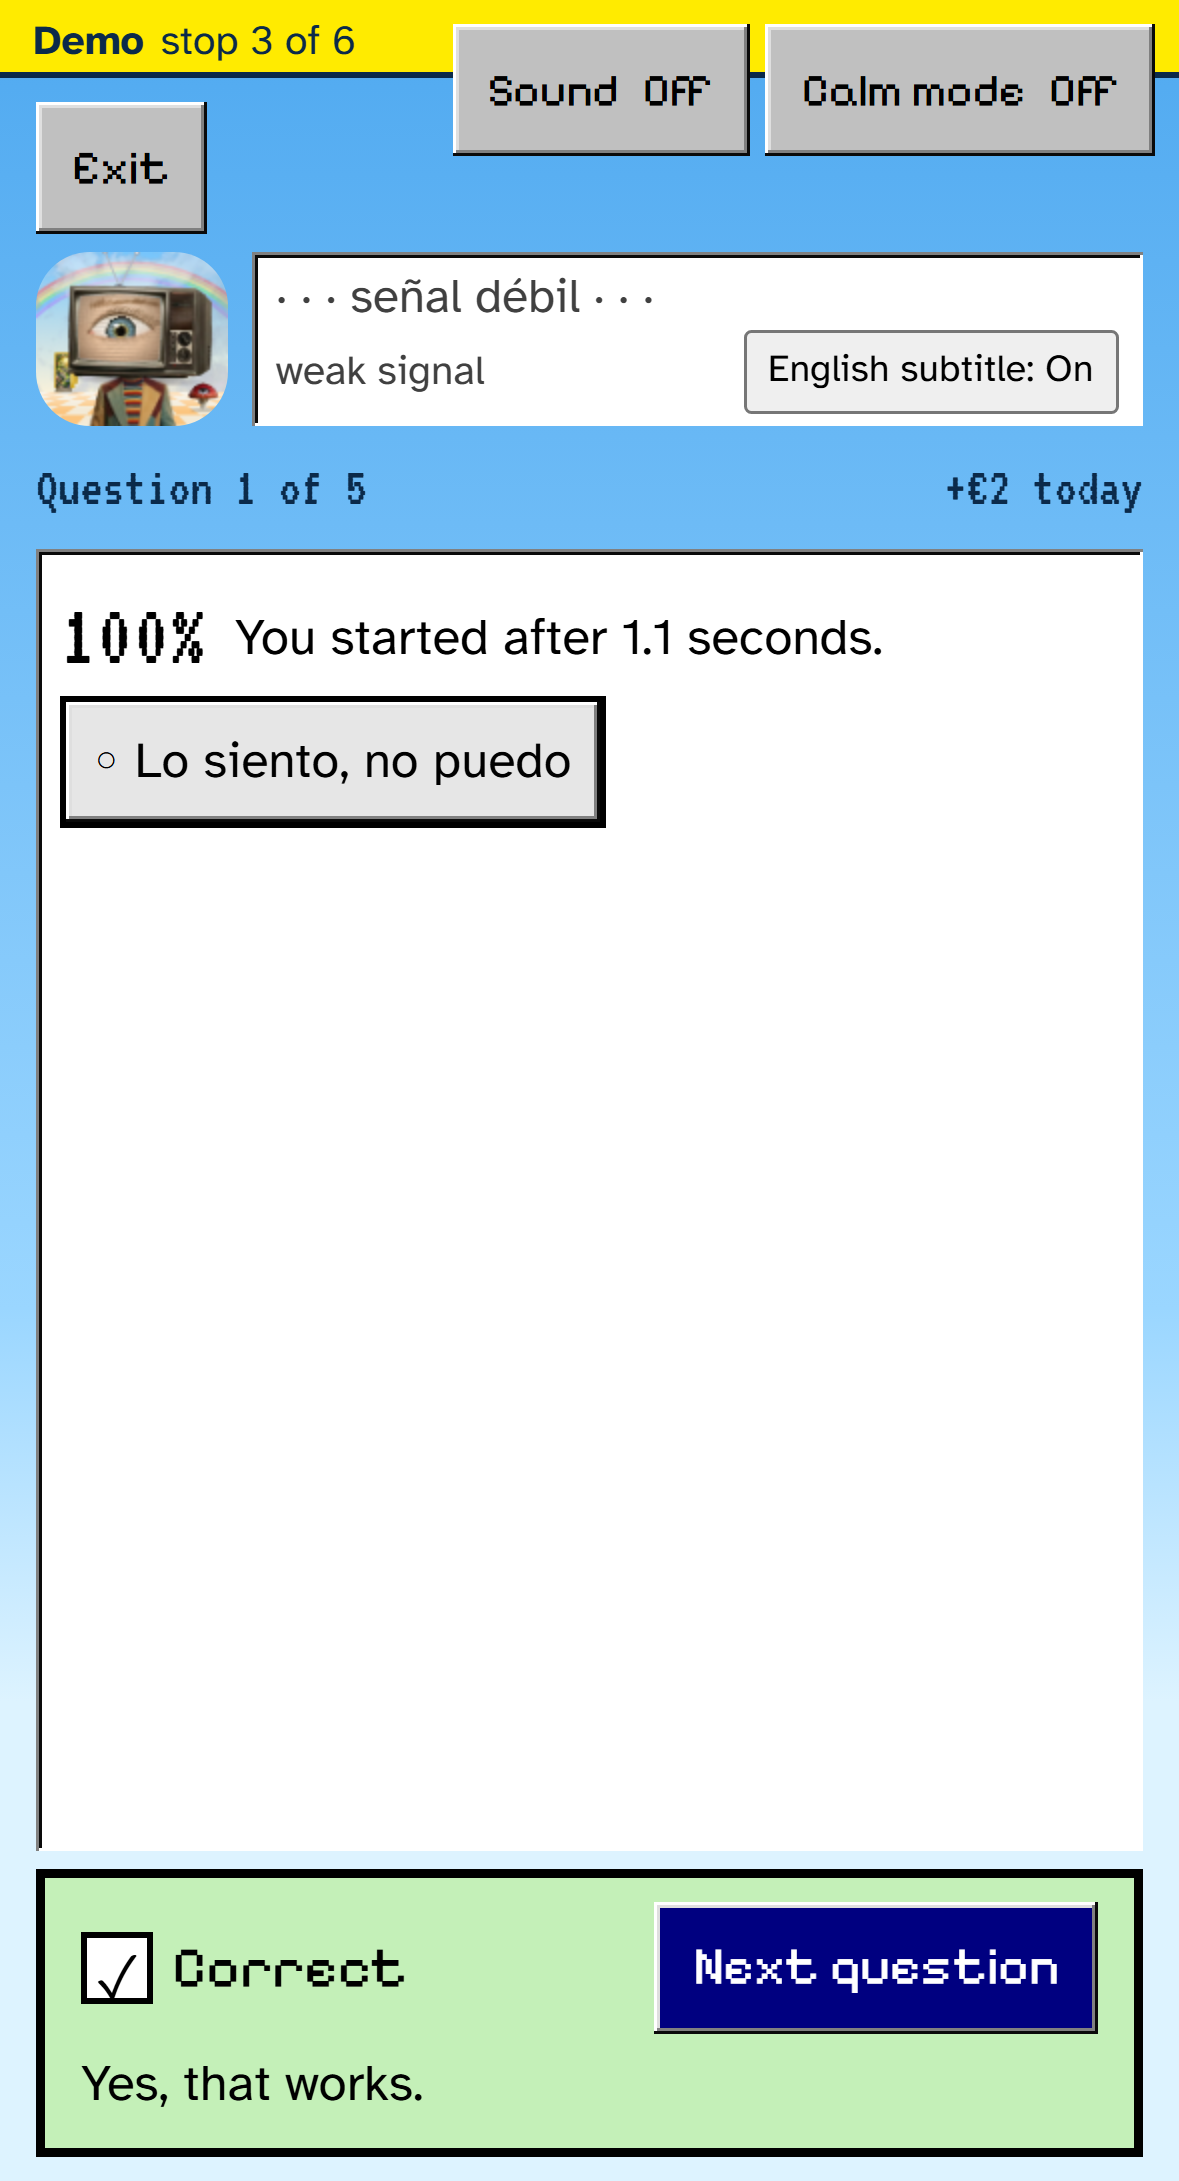 Demo stop 3 of 6
Sound Off
Calm mode Off
Exit
· · · señal débil · · ·
weak signal
English subtitle: On
Question 1 of 5
+€2 today
100% You started after 1.1 seconds.
○ Lo siento, no puedo
✓ Correct
Next question
Yes, that works.